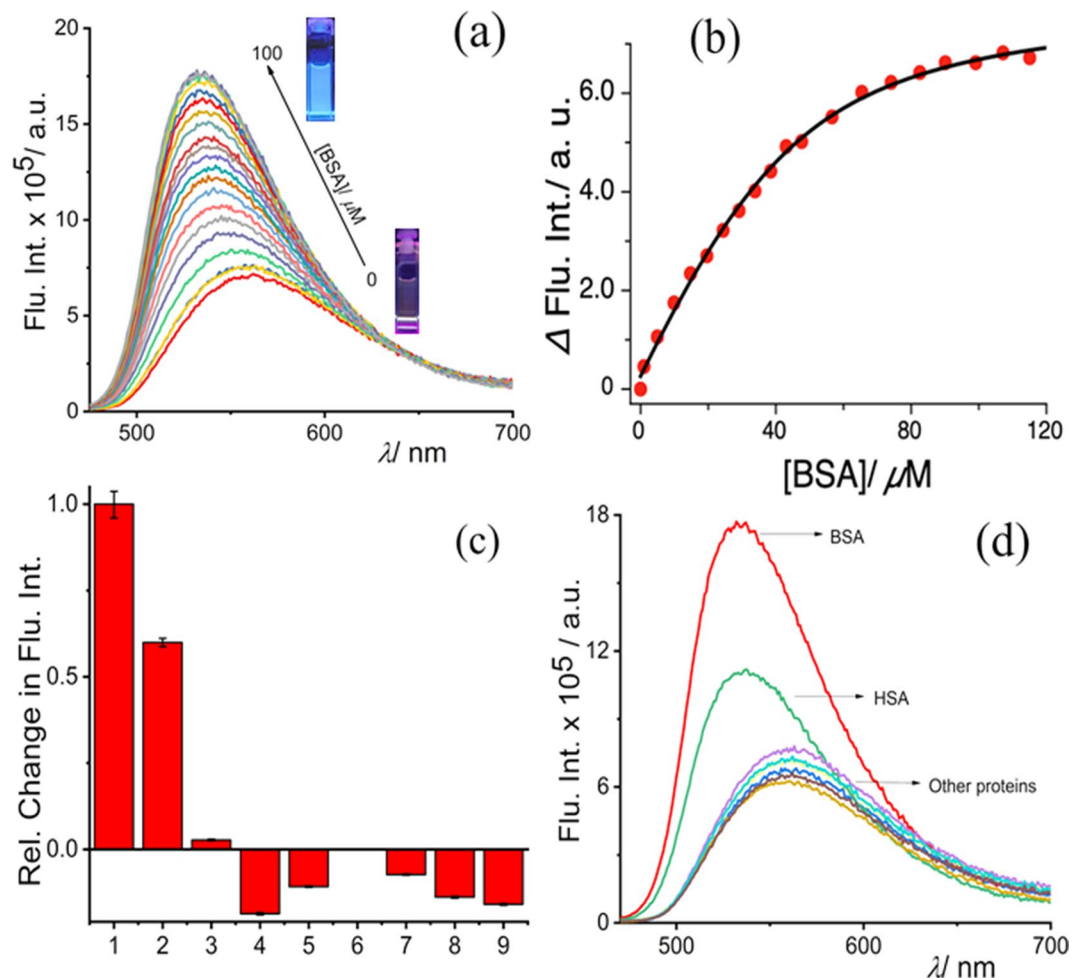 (a)
Flu. Int. x 10⁵/ a.u.
20
15
10
5
0
100
[BSA]/ μM
0
500
600
700
λ/ nm
(b)
Δ Flu. Int./ a. u.
6.0
4.0
2.0
0
0
20
40
60
80
100
120
[BSA]/ μM
(c)
Rel. Change in Flu. Int.
1.0
0.5
0.0
1 2 3 4 5 6 7 8 9
(d)
Flu. Int. x 10⁵ / a.u.
18
12
6
0
BSA
HSA
Other proteins
500
600
700
λ/ nm